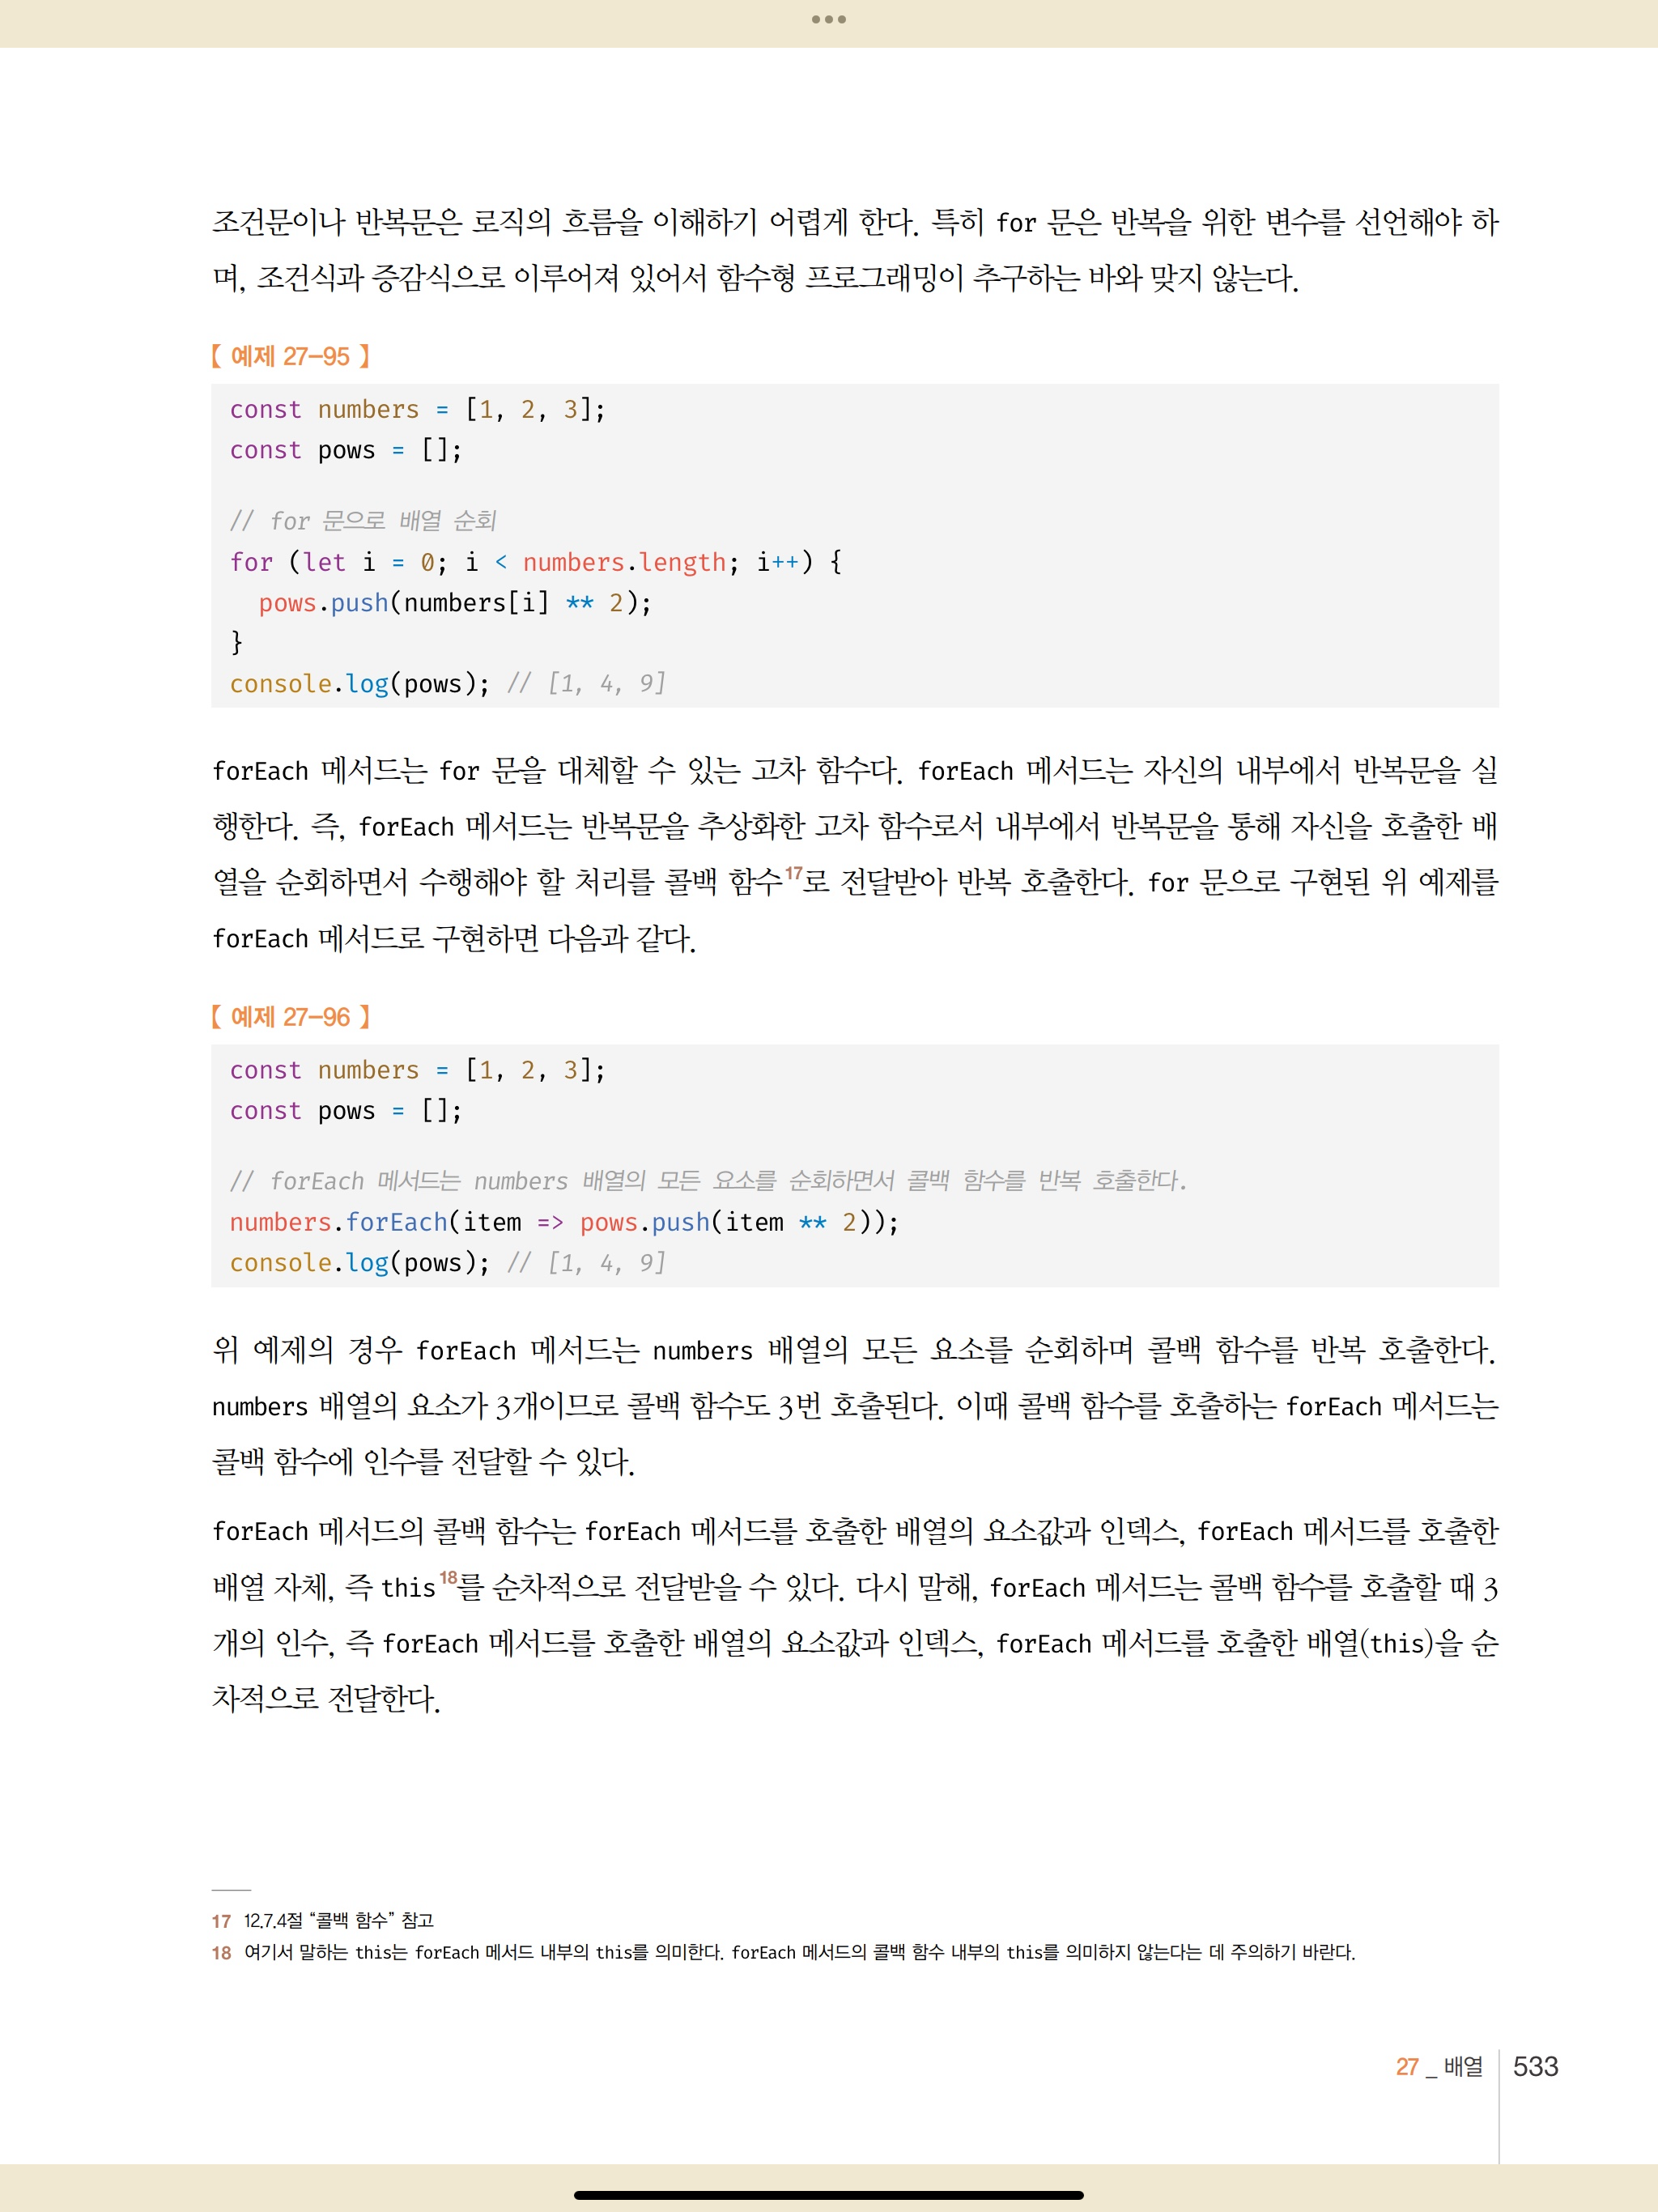 조건문이나 반복문은 로직의 흐름을 이해하기 어렵게 한다. 특히 for 문은 반복을 위한 변수를 선언해야 하
며, 조건식과 증감식으로 이루어져 있어서 함수형 프로그래밍이 추구하는 바와 맞지 않는다.
【 예제 27-95 】
const numbers = [1, 2, 3];
const pows = [];
// for 문으로 배열 순회
for (let i = 0; i < numbers.length; i++) {
  pows.push(numbers[i] ** 2);
}
console.log(pows); // [1, 4, 9]
forEach 메서드는 for 문을 대체할 수 있는 고차 함수다. forEach 메서드는 자신의 내부에서 반복문을 실
행한다. 즉, forEach 메서드는 반복문을 추상화한 고차 함수로서 내부에서 반복문을 통해 자신을 호출한 배
열을 순회하면서 수행해야 할 처리를 콜백 함수17로 전달받아 반복 호출한다. for 문으로 구현된 위 예제를
forEach 메서드로 구현하면 다음과 같다.
【 예제 27-96 】
const numbers = [1, 2, 3];
const pows = [];
// forEach 메서드는 numbers 배열의 모든 요소를 순회하면서 콜백 함수를 반복 호출한다.
numbers.forEach(item => pows.push(item ** 2));
console.log(pows); // [1, 4, 9]
위 예제의 경우 forEach 메서드는 numbers 배열의 모든 요소를 순회하며 콜백 함수를 반복 호출한다.
numbers 배열의 요소가 3개이므로 콜백 함수도 3번 호출된다. 이때 콜백 함수를 호출하는 forEach 메서드는
콜백 함수에 인수를 전달할 수 있다.
forEach 메서드의 콜백 함수는 forEach 메서드를 호출한 배열의 요소값과 인덱스, forEach 메서드를 호출한
배열 자체, 즉 this18를 순차적으로 전달받을 수 있다. 다시 말해, forEach 메서드는 콜백 함수를 호출할 때 3
개의 인수, 즉 forEach 메서드를 호출한 배열의 요소값과 인덱스, forEach 메서드를 호출한 배열(this)을 순
차적으로 전달한다.
17 12.7.4절 “콜백 함수” 참고
18 여기서 말하는 this는 forEach 메서드 내부의 this를 의미한다. forEach 메서드의 콜백 함수 내부의 this를 의미하지 않는다는 데 주의하기 바란다.
27 _ 배열 533